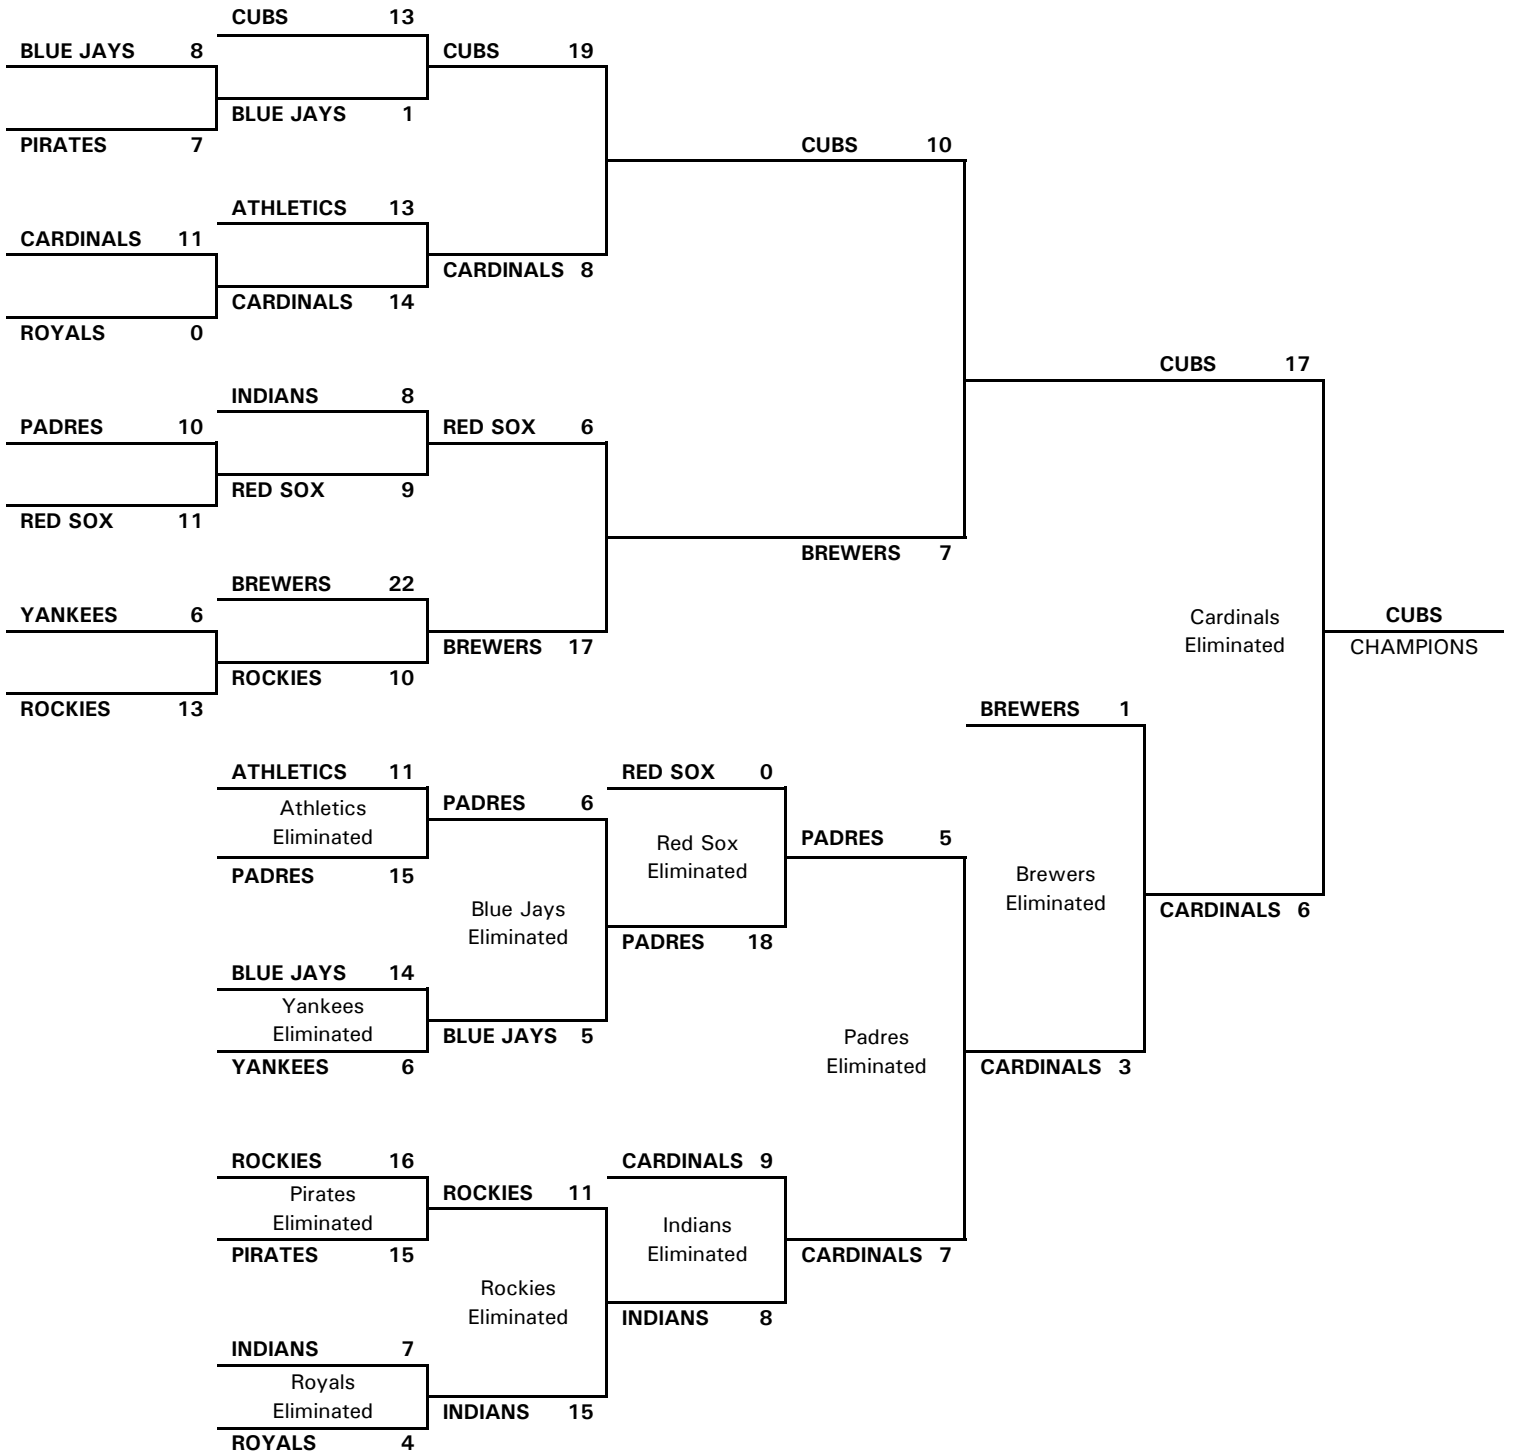 CUBS 13
BLUE JAYS 8
CUBS 19
BLUE JAYS 1
PIRATES 7
CUBS 10
ATHLETICS 13
CARDINALS 11
CARDINALS 8
CARDINALS 14
ROYALS 0
CUBS 17
INDIANS 8
PADRES 10
RED SOX 6
RED SOX 9
RED SOX 11
BREWERS 7
BREWERS 22
YANKEES 6
Cardinals
Eliminated
CUBS
CHAMPIONS
BREWERS 17
ROCKIES 10
ROCKIES 13
BREWERS 1
ATHLETICS 11
RED SOX 0
Athletics
Eliminated
PADRES 6
PADRES 15
Red Sox
Eliminated
PADRES 5
Brewers
Eliminated
Blue Jays
Eliminated
CARDINALS 6
PADRES 18
BLUE JAYS 14
Yankees
Eliminated
BLUE JAYS 5
YANKEES 6
Padres
Eliminated
CARDINALS 3
ROCKIES 16
CARDINALS 9
Pirates
Eliminated
ROCKIES 11
PIRATES 15
Indians
Eliminated
CARDINALS 7
Rockies
Eliminated
INDIANS 8
INDIANS 7
Royals
Eliminated
INDIANS 15
ROYALS 4